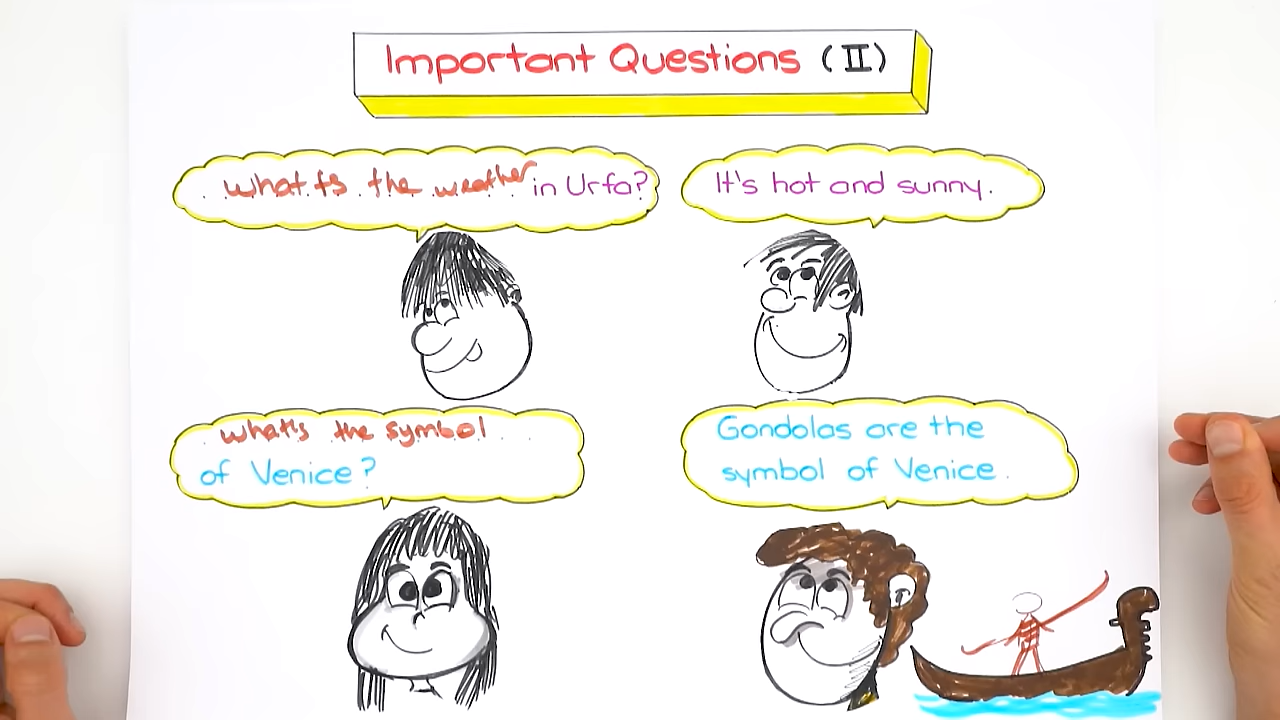 Important Questions (II)
What is the weather in Urfa?
It's hot and sunny.
What's the symbol
of Venice?
Gondolas are the
symbol of Venice.